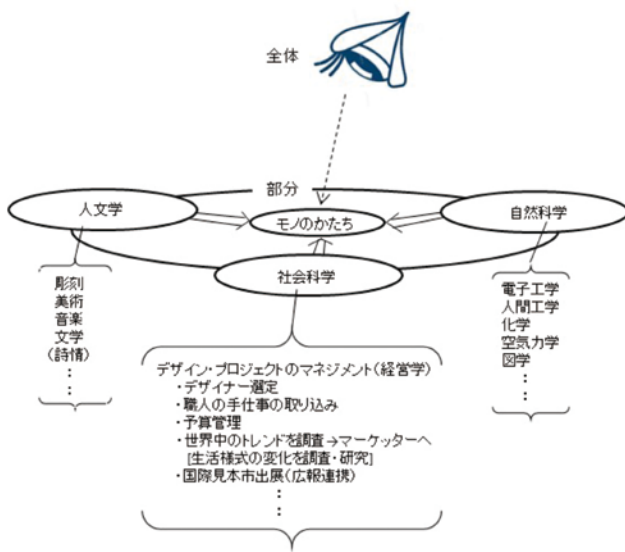 全体
部分
人文学
モノのかたち
自然科学
社会科学
彫刻
美術
音楽
文学
(詩情)
電子工学
人間工学
化学
空気力学
図学
デザイン・プロジェクトのマネジメント(経営学)
・デザイナー選定
・職人の手仕事の取り込み
・予算管理
・世界中のトレンドを調査→マーケッターへ
[生活様式の変化を調査・研究]
・国際見本市出展(広報連携)